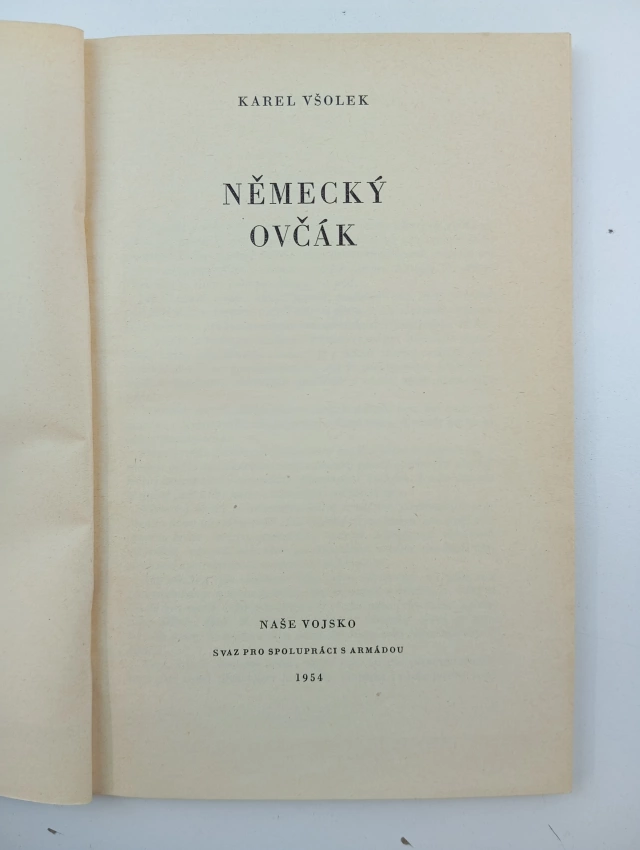 KAREL VŠOLEK
NĚMECKÝ
OVČÁK
NAŠE VOJSKO
SVAZ PRO SPOLUPRÁCI S ARMÁDOU
1954